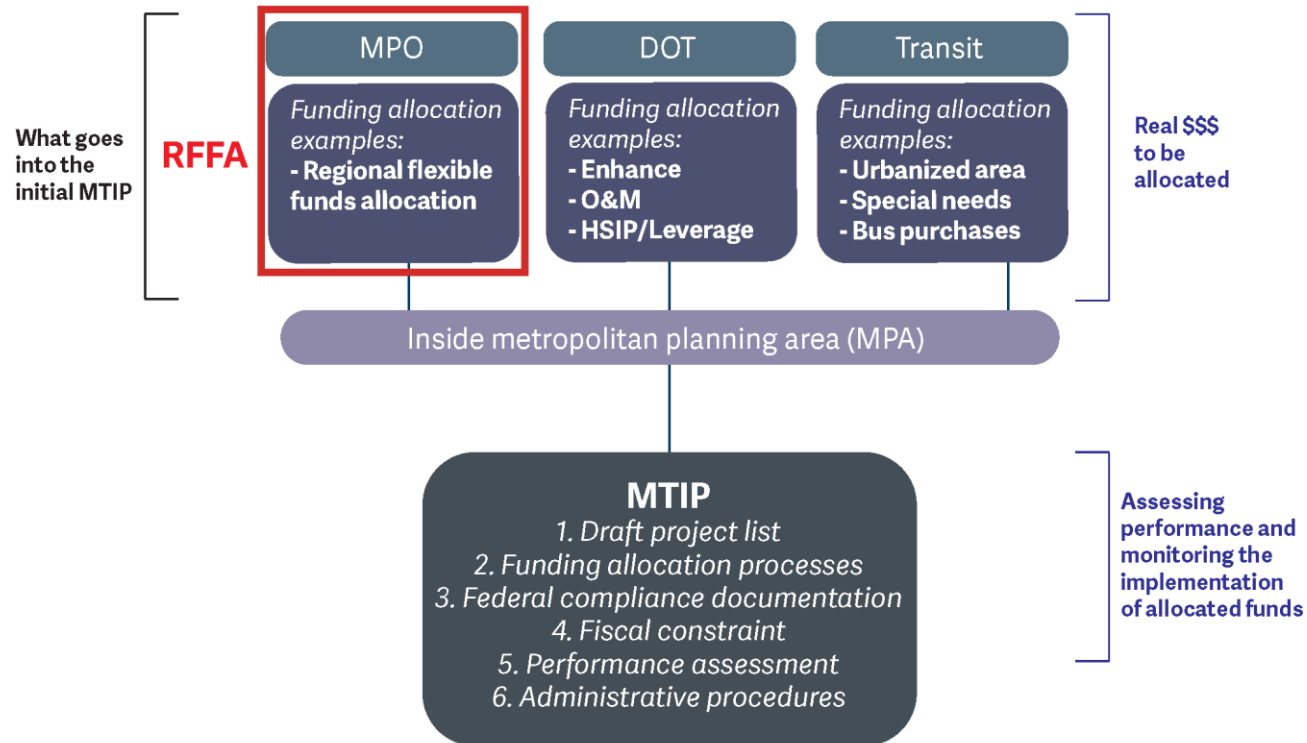 What goes
into the
initial MTIP
RFFA
MPO
Funding allocation
examples:
- Regional flexible
funds allocation
DOT
Funding allocation
examples:
- Enhance
- O&M
- HSIP/Leverage
Transit
Funding allocation
examples:
- Urbanized area
- Special needs
- Bus purchases
Real $$$
to be
allocated
Inside metropolitan planning area (MPA)
MTIP
1. Draft project list
2. Funding allocation processes
3. Federal compliance documentation
4. Fiscal constraint
5. Performance assessment
6. Administrative procedures
Assessing
performance and
monitoring the
implementation
of allocated funds